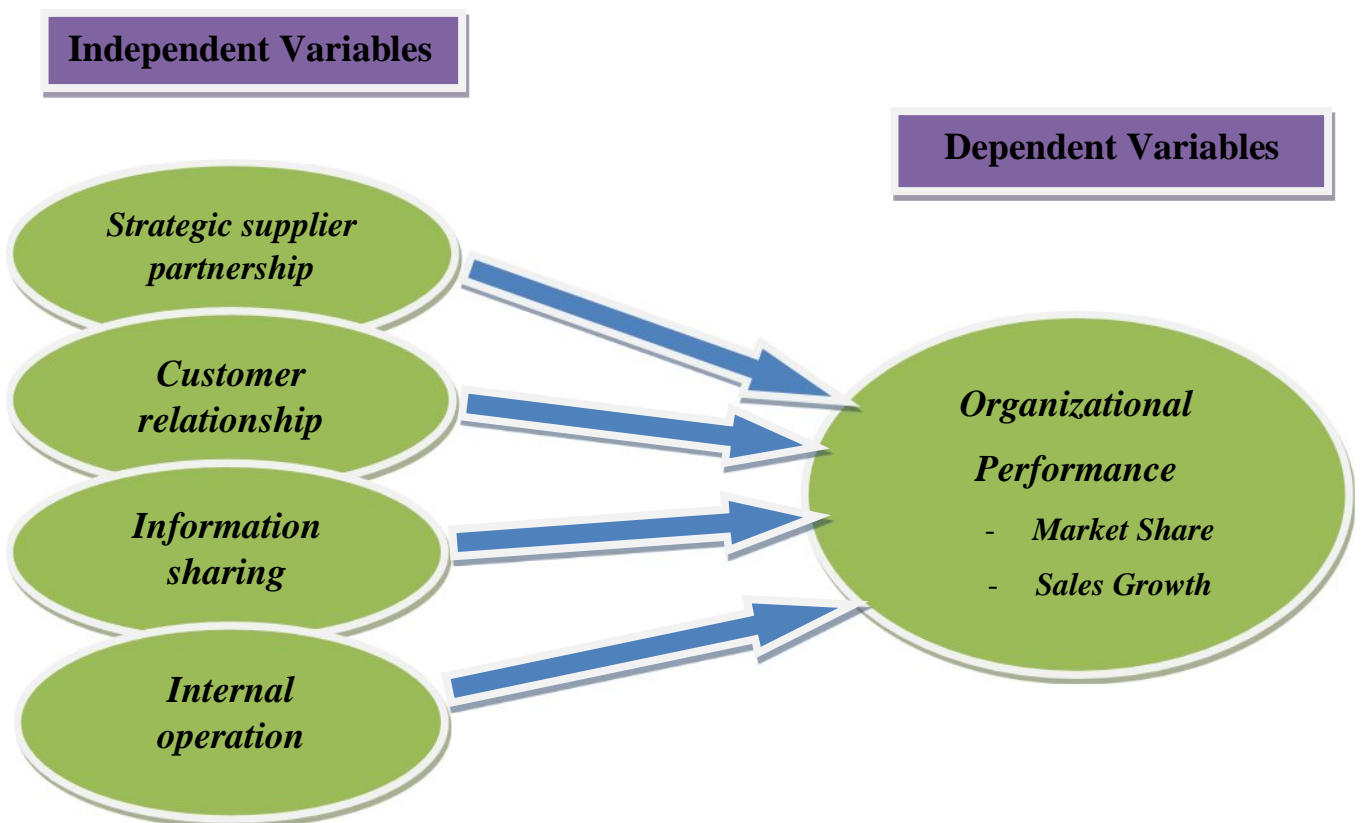 Independent Variables
Dependent Variables
Strategic supplier
partnership
Customer
relationship
Information
sharing
Internal
operation
Organizational
Performance
- Market Share
- Sales Growth